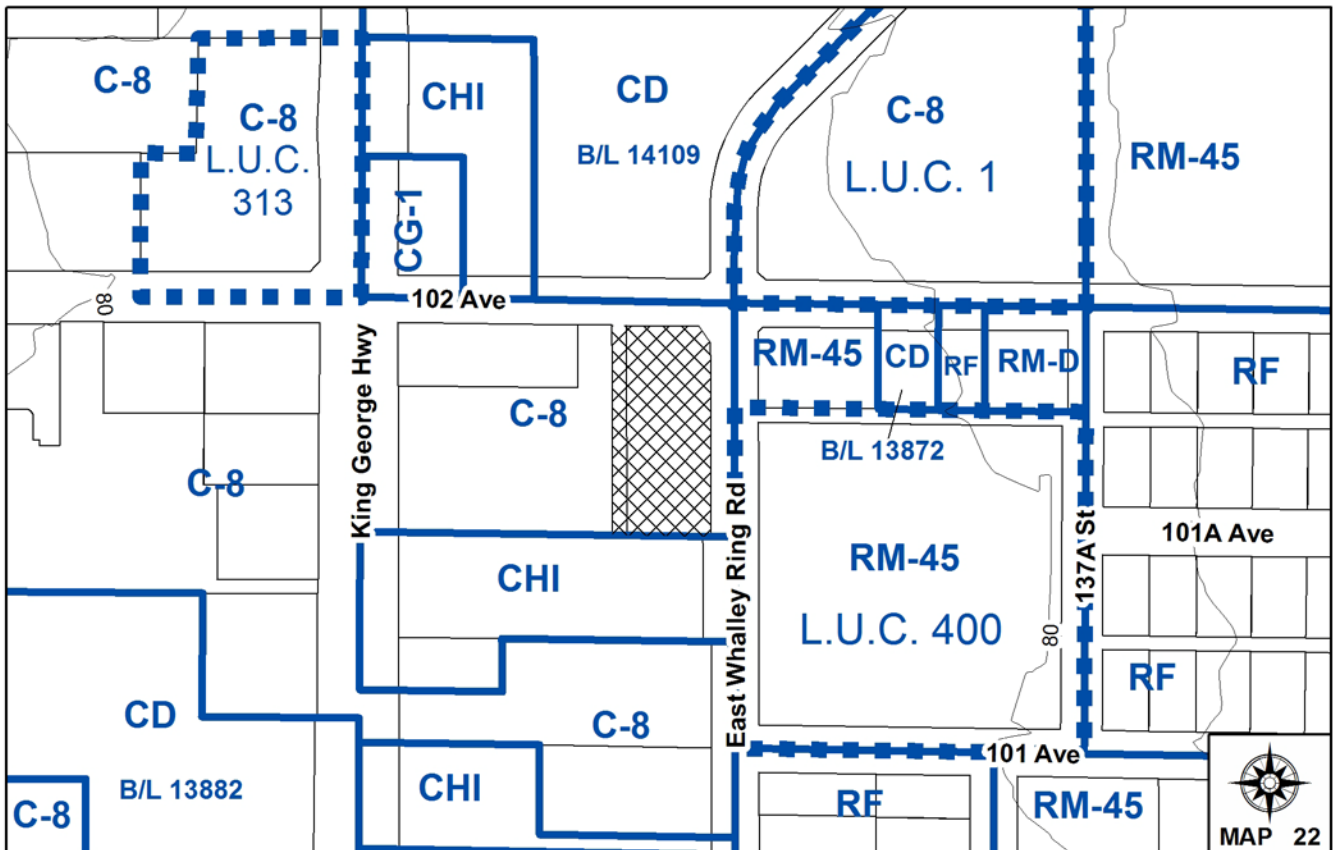 C-8
C-8
L.U.C.
313
CHI
CD
B/L 14109
C-8
L.U.C. 1
RM-45
CG-1
80
102 Ave
King George Hwy
C-8
C-8
RM-45
CD
RF
RM-D
RF
B/L 13872
East Whalley Ring Rd
137A St
101A Ave
CHI
RM-45
L.U.C. 400
80
RF
CD
B/L 13882
C-8
C-8
CHI
101 Ave
RF
RM-45
MAP 22